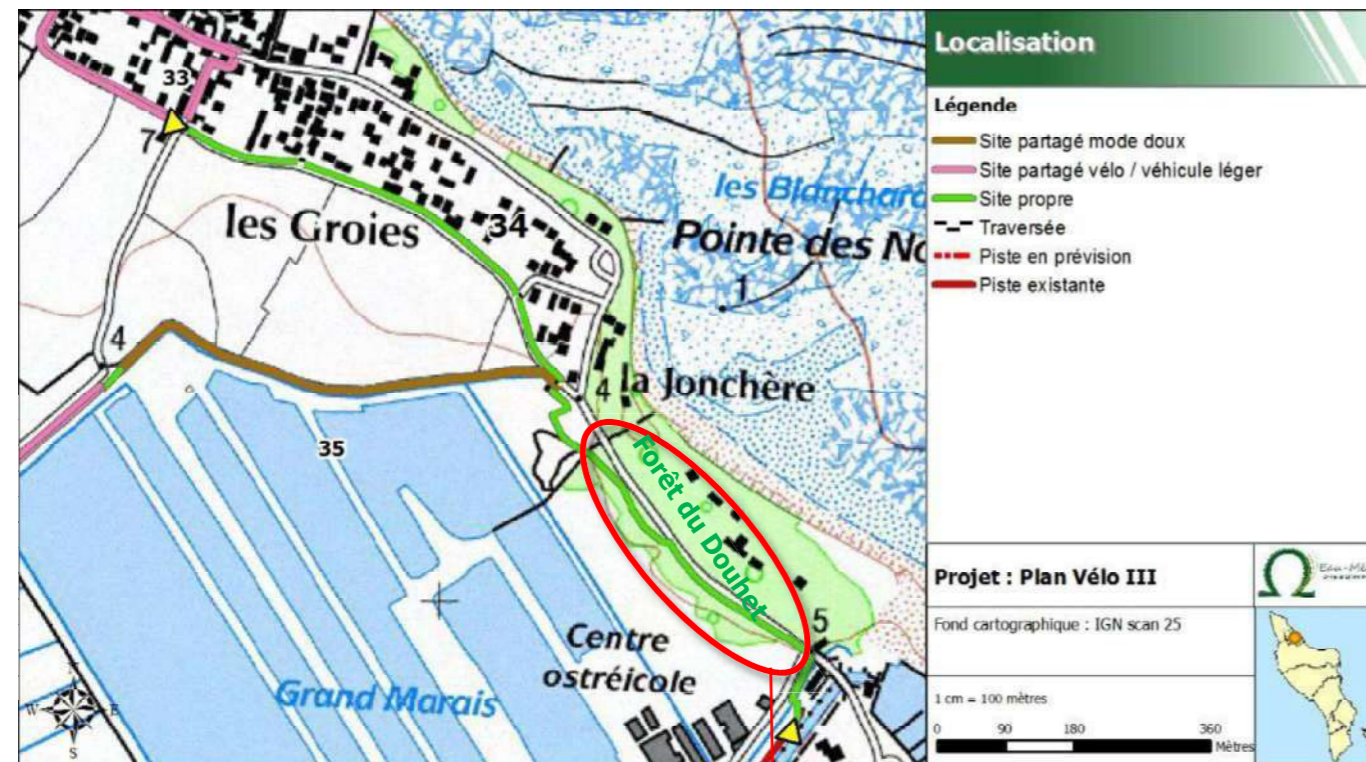 33
7
les Groies
34
les Blanchard
Pointe des No
1
4
4
la Jonchère
35
Forêt du Douhet
5
Centre
ostréicole
Grand Marais
N
W
E
S
Localisation
Légende
Site partagé mode doux
Site partagé vélo / véhicule léger
Site propre
Traversée
Piste en prévision
Piste existante
Projet : Plan Vélo III
Fond cartographique : IGN scan 25
1 cm = 100 mètres
0 90 180 360
Mètres